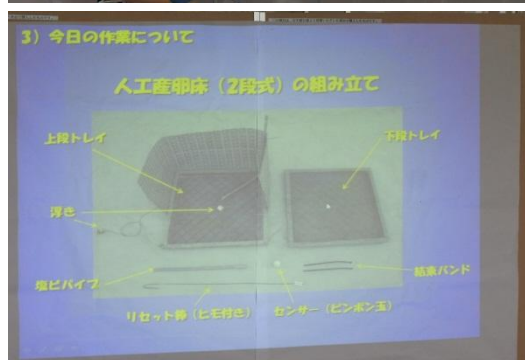 3）今日の作業について
人工産卵床（2段式）の組み立て
上段トレイ
下段トレイ
浮き
塩ビパイプ
結束バンド
リセット棒（ヒモ付き）
センサー（ピンポン玉）